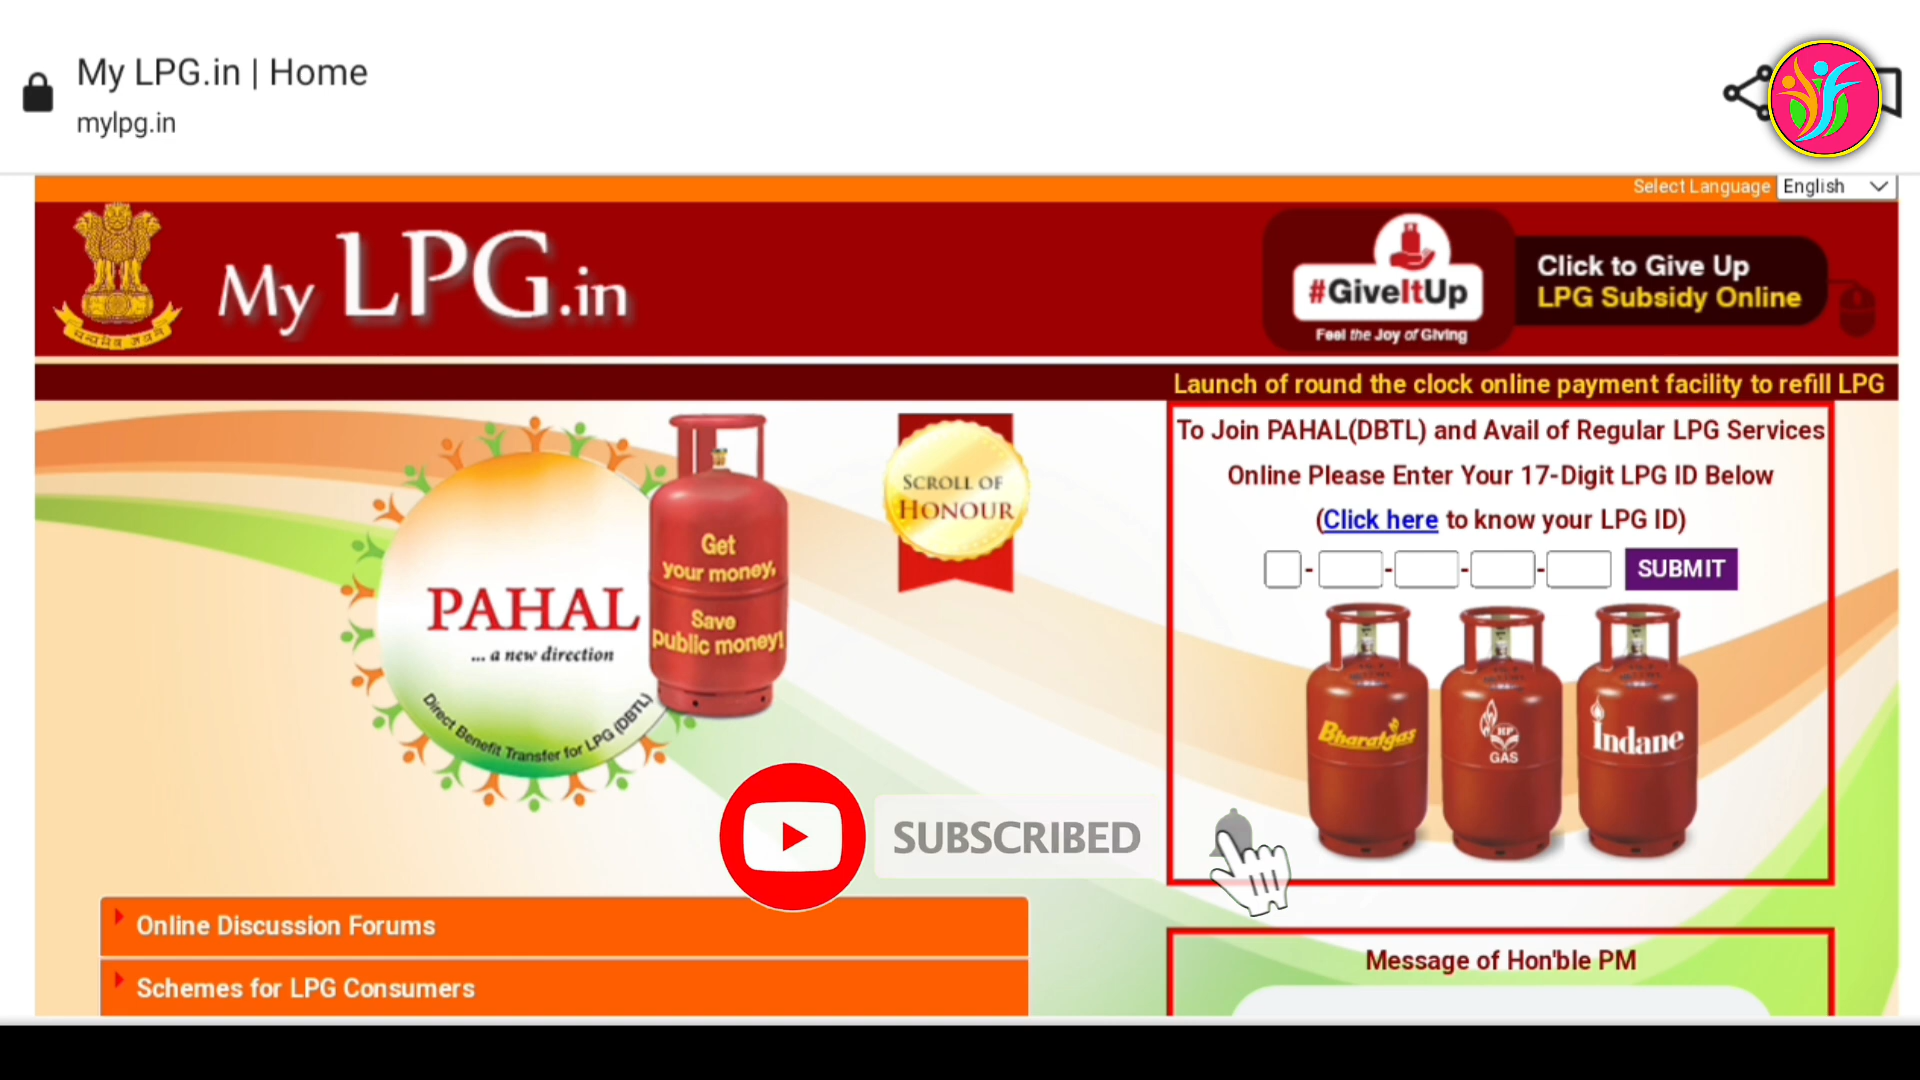 My LPG.in | Home
mylpg.in
Select Language English
सत्यमेव जयते
My LPG.in
#GiveItUp
Feel the Joy of Giving
Click to Give Up
LPG Subsidy Online
Launch of round the clock online payment facility to refill LPG
PAHAL
... a new direction
Direct Benefit Transfer for LPG (DBTL)
Get
your money,
Save
public money!
SCROLL OF
HONOUR
To Join PAHAL(DBTL) and Avail of Regular LPG Services
Online Please Enter Your 17-Digit LPG ID Below
(Click here to know your LPG ID)
- - - - SUBMIT
Bharatgas
HP
GAS
Indane
SUBSCRIBED
Online Discussion Forums
Schemes for LPG Consumers
Message of Hon'ble PM